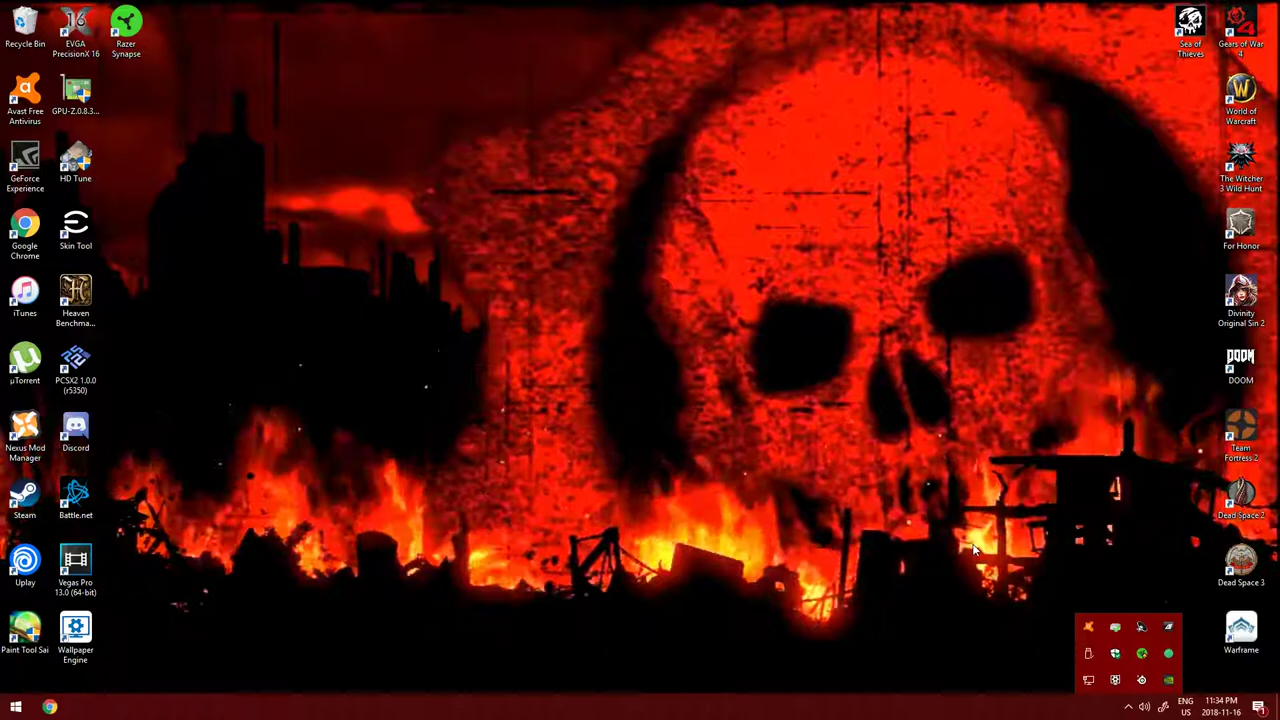 Recycle Bin
EVGA
PrecisionX 16
Razer
Synapse
Avast Free
Antivirus
GPU-Z.0.8.3...
GeForce
Experience
HD Tune
Google
Chrome
Skin Tool
iTunes
Heaven
Benchma...
µTorrent
PCSX2 1.0.0
(r5350)
Nexus Mod
Manager
Discord
Steam
Battle.net
Uplay
Vegas Pro
13.0 (64-bit)
Paint Tool Sai
Wallpaper
Engine
Sea of
Thieves
Gears of War
4
World of
Warcraft
The Witcher
3 Wild Hunt
For Honor
Divinity
Original Sin 2
DOOM
DOOM
Team
Fortress 2
Dead Space 2
Dead Space 3
Warframe
ENG
US
11:34 PM
2018-11-16
1